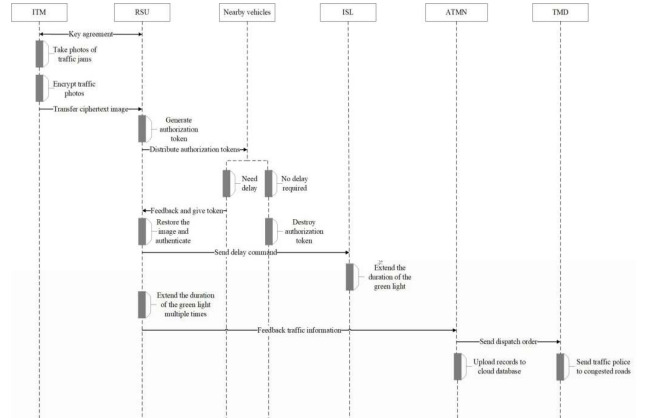 ITM
RSU
Nearby vehicles
ISL
ATMN
TMD
Key agreement
Take photos of
traffic jams
Encrypt traffic
photos
Transfer ciphertext image
Generate
authorization
token
Distribute authorization tokens
Need
delay
No delay
required
Feedback and give token
Restore the
image and
authenticate
Destroy
authorization
token
Send delay command
Extend the
duration of the
green light
Extend the duration
of the green light
multiple times
Feedback traffic information
Send dispatch order
Upload records to
cloud database
Send traffic police
to congested roads